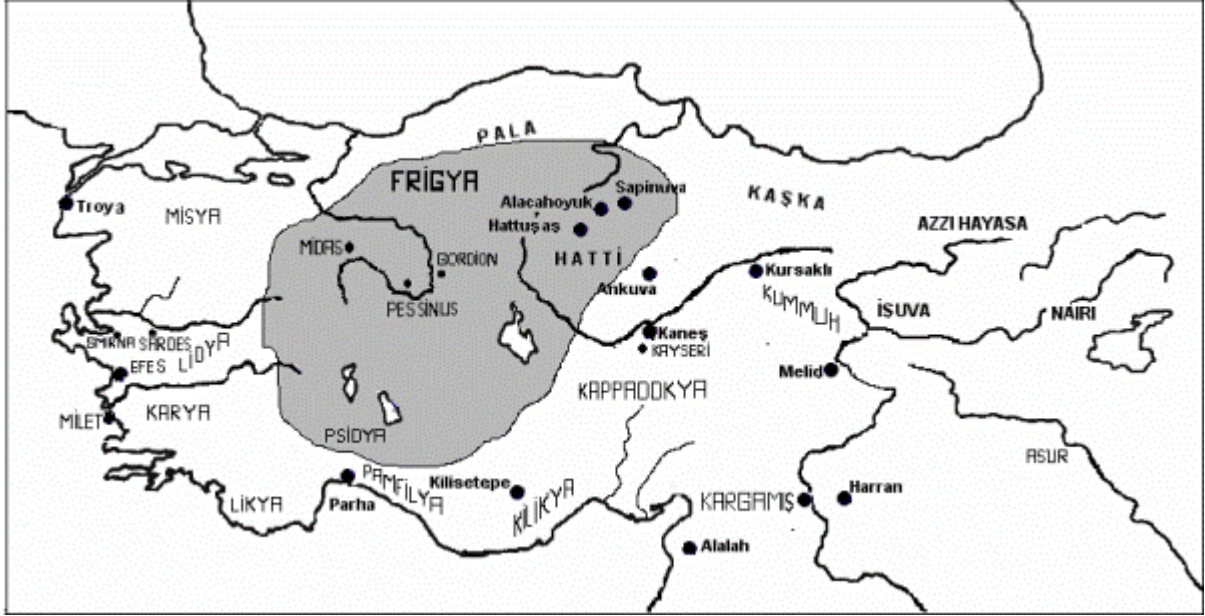 PALA
FRİGYA
Sapinuva
KAŞKA
Alacahoyuk
Troya
MİSYA
Hattuşaş
AZZI HAYASA
MİDAS
GORDİON
HATTİ
Kursaklı
Ankuva
PESSİNUS
KUMMUH
İSUVA
NAIRI
SMİRNA
SARDES
LİDYA
Kaneş
KAYSERİ
EFES
Melid
KAPPADOKYA
MİLET
KARYA
PSİDYA
ASUR
PAMFİLYA
Kilisetepe
KİLİKYA
LİKYA
Parha
KARGAMIŞ
Harran
Alalah